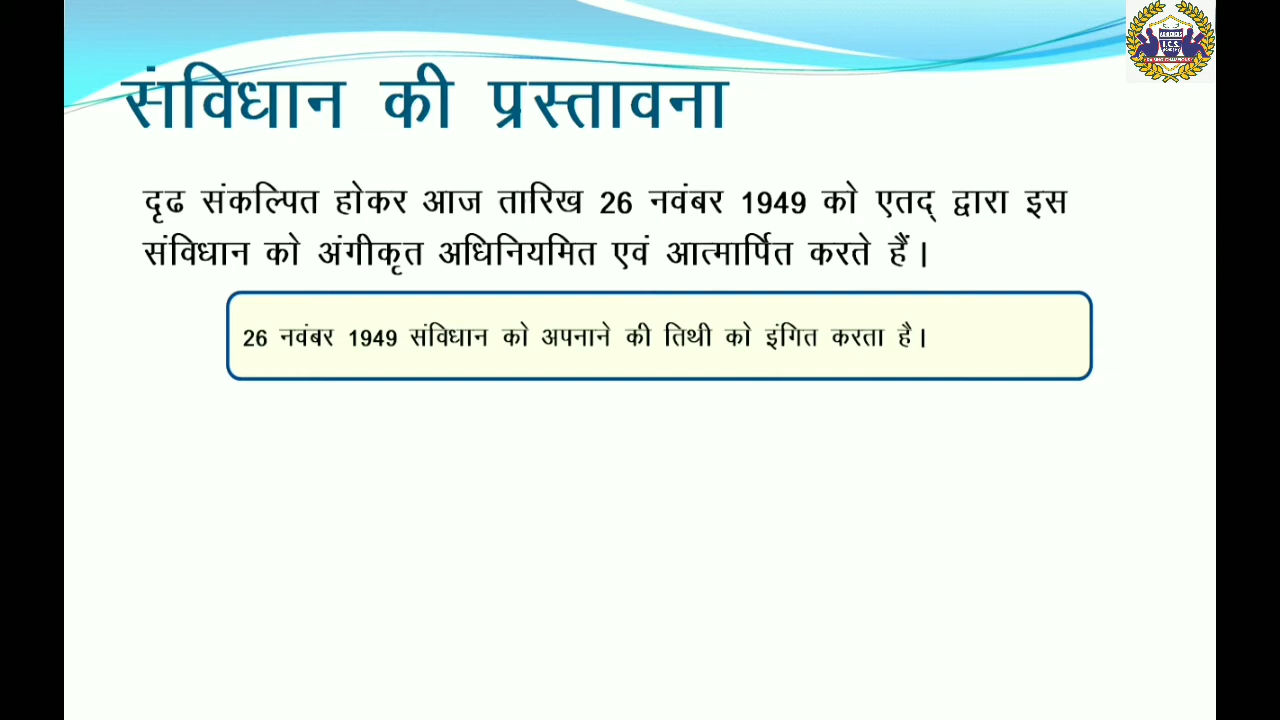 संविधान की प्रस्तावना
दृढ संकल्पित होकर आज तारिख 26 नवंबर 1949 को एतद् द्वारा इस
संविधान को अंगीकृत अधिनियमित एवं आत्मार्पित करते हैं।
26 नवंबर 1949 संविधान को अपनाने की तिथी को इंगित करता है।